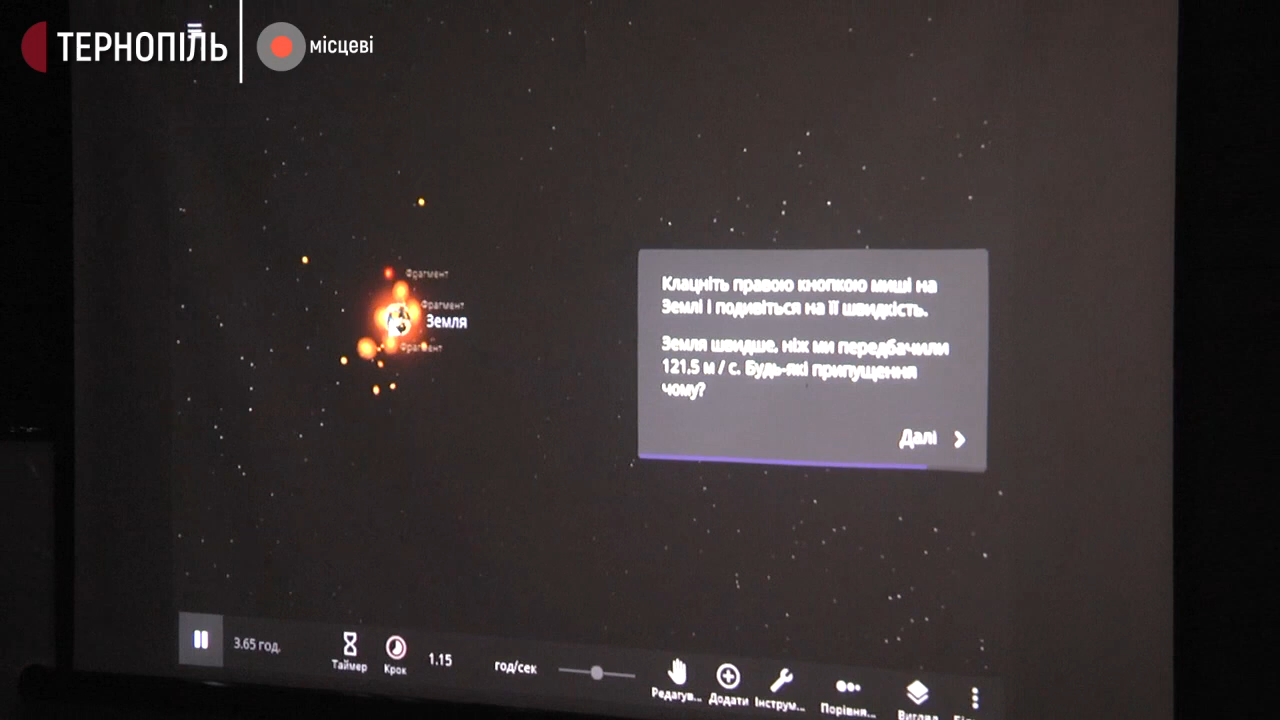 ТЕРНОПІЛЬ
місцеві
Фрагмент
Фрагмент
Земля
Фрагмент
Клацніть правою кнопкою миші на
Землі і подивіться на її швидкість.
Земля швидше, ніж ми передбачили
121,5 м / с. Будь-які припущення
чому?
Далі
3.65 год.
Таймер
Крок
1.15
год/сек
Редагув...
Додати
Інструм...
Порівня...